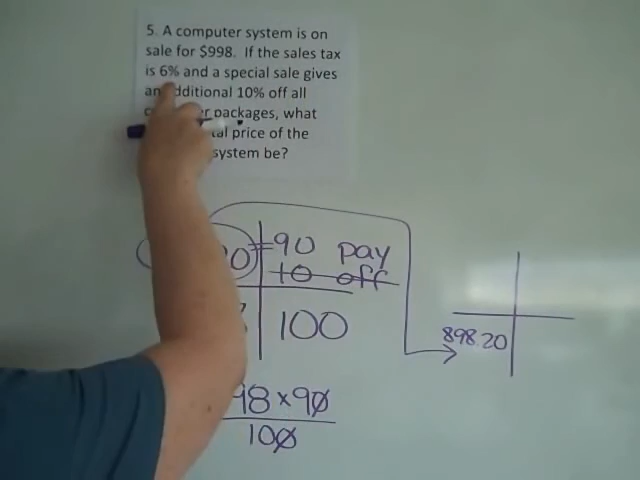 5. A computer system is on
sale for $998. If the sales tax
is 6% and a special sale gives
additional 10% off all
packages, what
price of the
system be?
90 pay
10 off
100
898.20
98 x 90
100